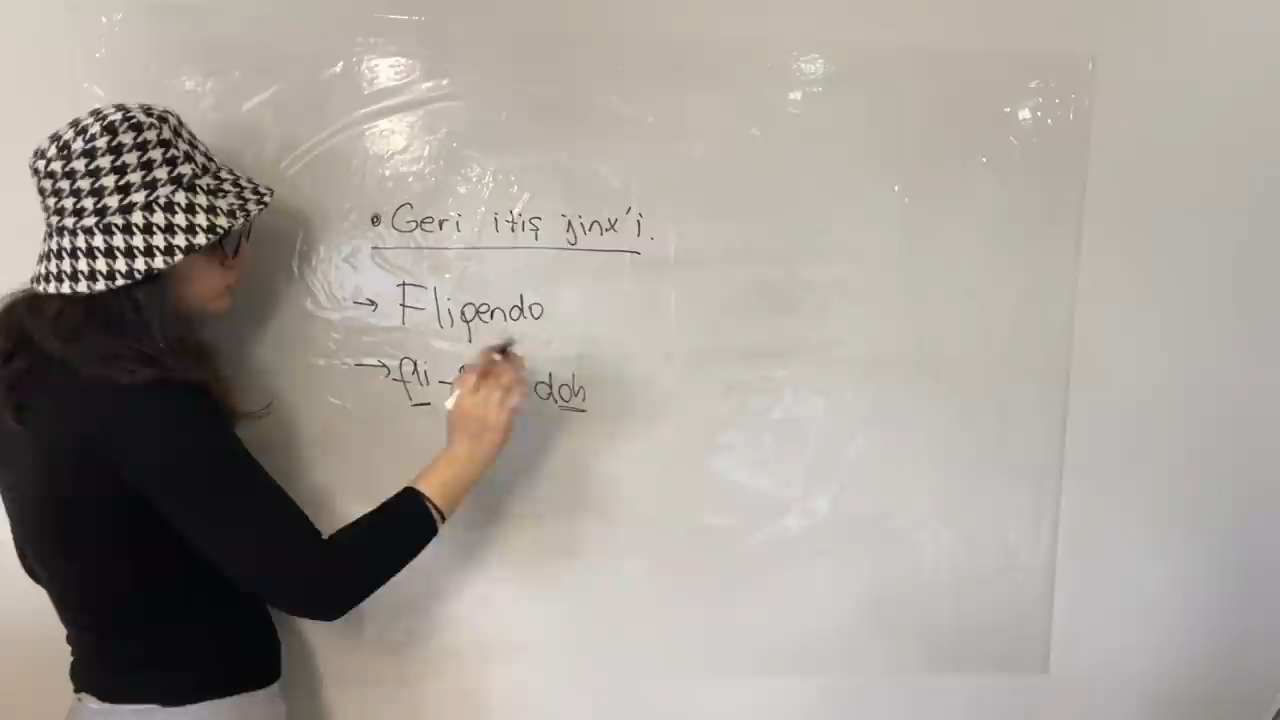 • Geri itiş jinx'i.
→ Flipendo
→ fli - doh